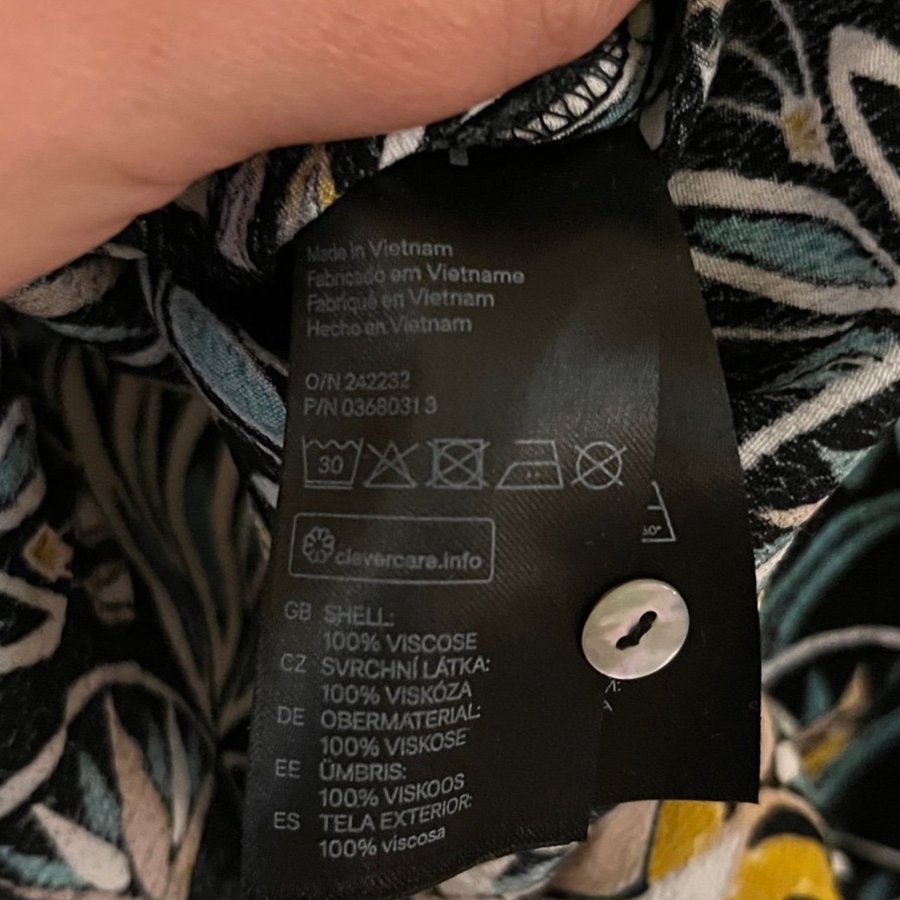 Made in Vietnam
Fabricado em Vietname
Fabriqué en Vietnam
Hecho en Vietnam
O/N 242232
P/N 0368031 3
30
clevercare.info
GB SHELL:
100% VISCOSE
CZ SVRCHNÍ LÁTKA:
100% VISKÓZA
DE OBERMATERIAL:
100% VISKOSE
EE ÜMBRIS:
100% VISKOOS
ES TELA EXTERIOR:
100% viscosa